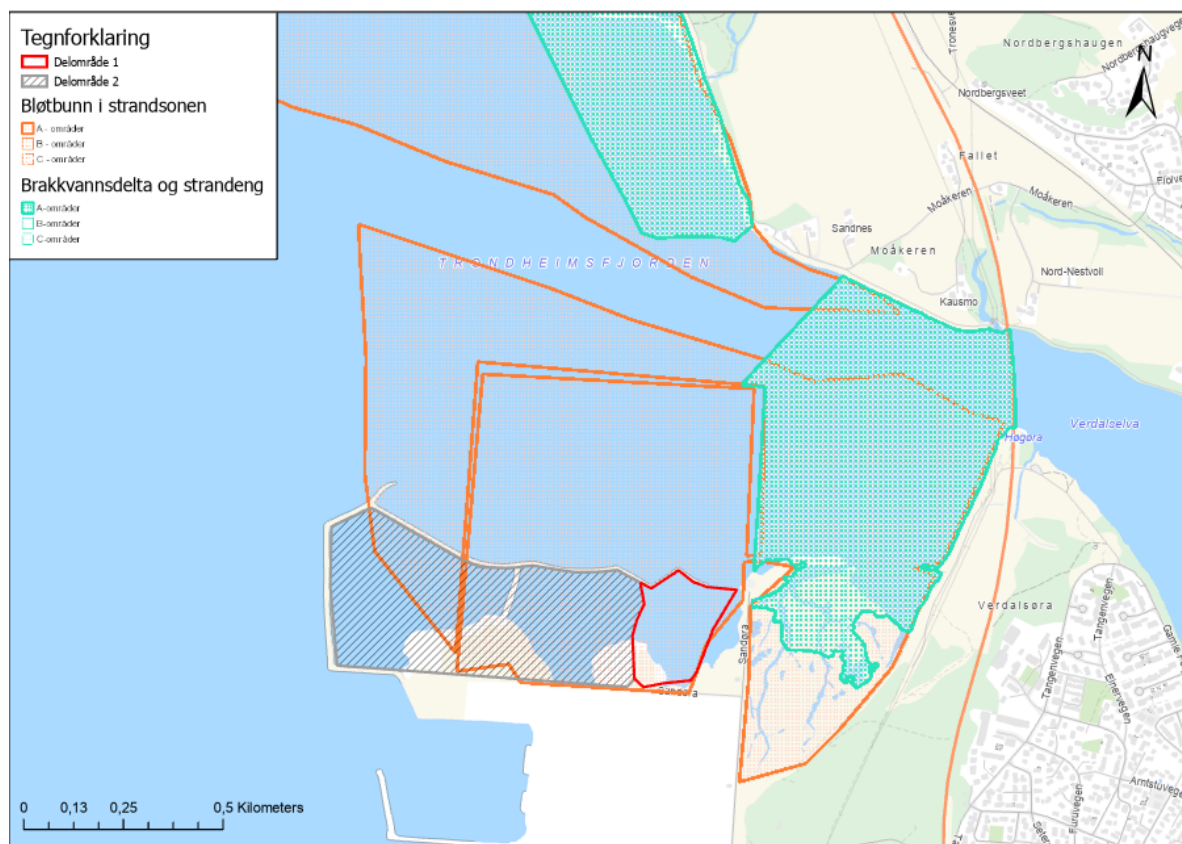 Tegnforklaring
Delområde 1
Delområde 2
Bløtbunn i strandsonen
A - områder
B - områder
C - områder
Brakkvannsdelta og strandeng
A-områder
B-områder
C-områder
Tronesve
Nordbergshaugen
Nordbergshaugvege
N
Nordbergsveet
Fallet
Moåkeren
Moåkeren
Sandnes
Moåkeren
Nord-Nestvoll
Kausmo
TRONDHEIMSFJORDEN
Verdalselva
Høgøra
Verdalsøra
Tangenvegen
Tangenvegen
Einervegen
Sandøra
Sandøra
Furuvegen
0 0,13 0,25 0,5 Kilometers